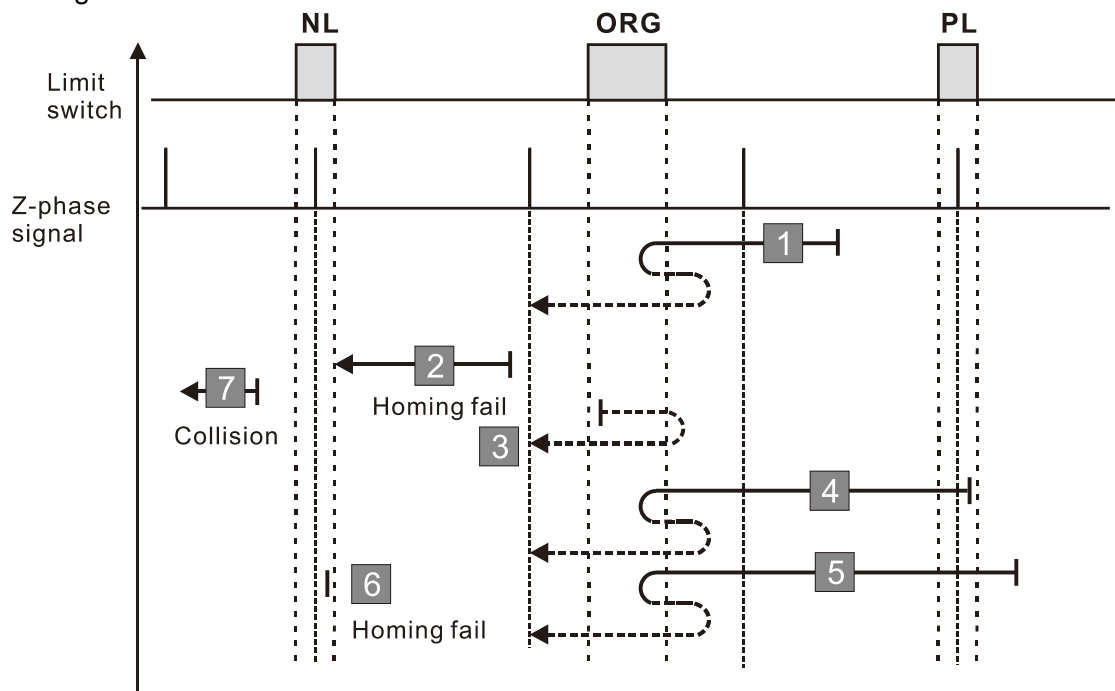 NL
ORG
PL
Limit
switch
Z-phase
signal
1
2
7
Homing fail
Collision
3
4
5
6
Homing fail